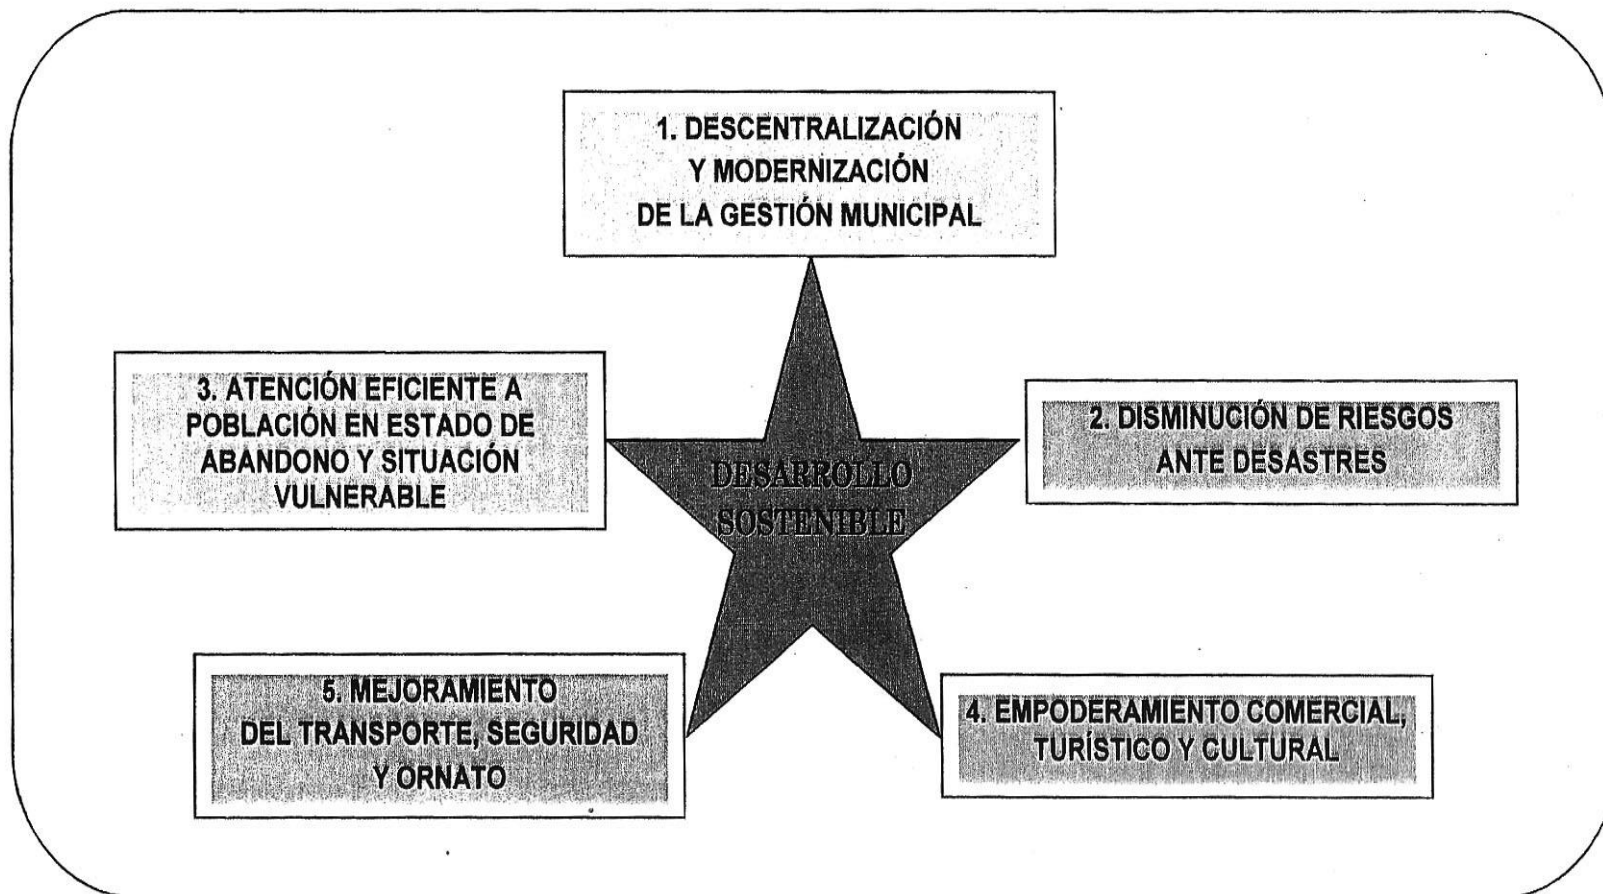 1. DESCENTRALIZACIÓN
Y MODERNIZACIÓN
DE LA GESTIÓN MUNICIPAL
3. ATENCIÓN EFICIENTE A
POBLACIÓN EN ESTADO DE
ABANDONO Y SITUACIÓN
VULNERABLE
2. DISMINUCIÓN DE RIESGOS
ANTE DESASTRES
DESARROLLO
SOSTENIBLE
5. MEJORAMIENTO
DEL TRANSPORTE, SEGURIDAD
Y ORNATO
4. EMPODERAMIENTO COMERCIAL,
TURÍSTICO Y CULTURAL